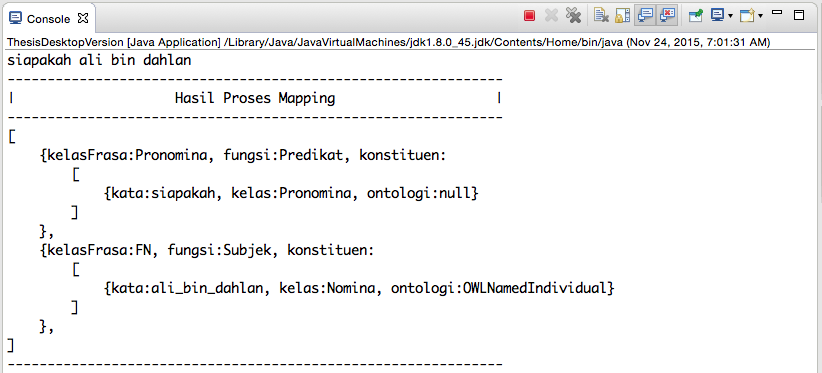 Console
ThesisDesktopVersion [Java Application] /Library/Java/JavaVirtualMachines/jdk1.8.0_45.jdk/Contents/Home/bin/java (Nov 24, 2015, 7:01:31 AM)
siapakah ali bin dahlan
---------------------------------------------------------------
|                    Hasil Proses Mapping                    |
---------------------------------------------------------------
[
    {kelasFrasa:Pronomina, fungsi:Predikat, konstituen:
        [
            {kata:siapakah, kelas:Pronomina, ontologi:null}
        ]
    },
    {kelasFrasa:FN, fungsi:Subjek, konstituen:
        [
            {kata:ali_bin_dahlan, kelas:Nomina, ontologi:OWLNamedIndividual}
        ]
    },
]
---------------------------------------------------------------